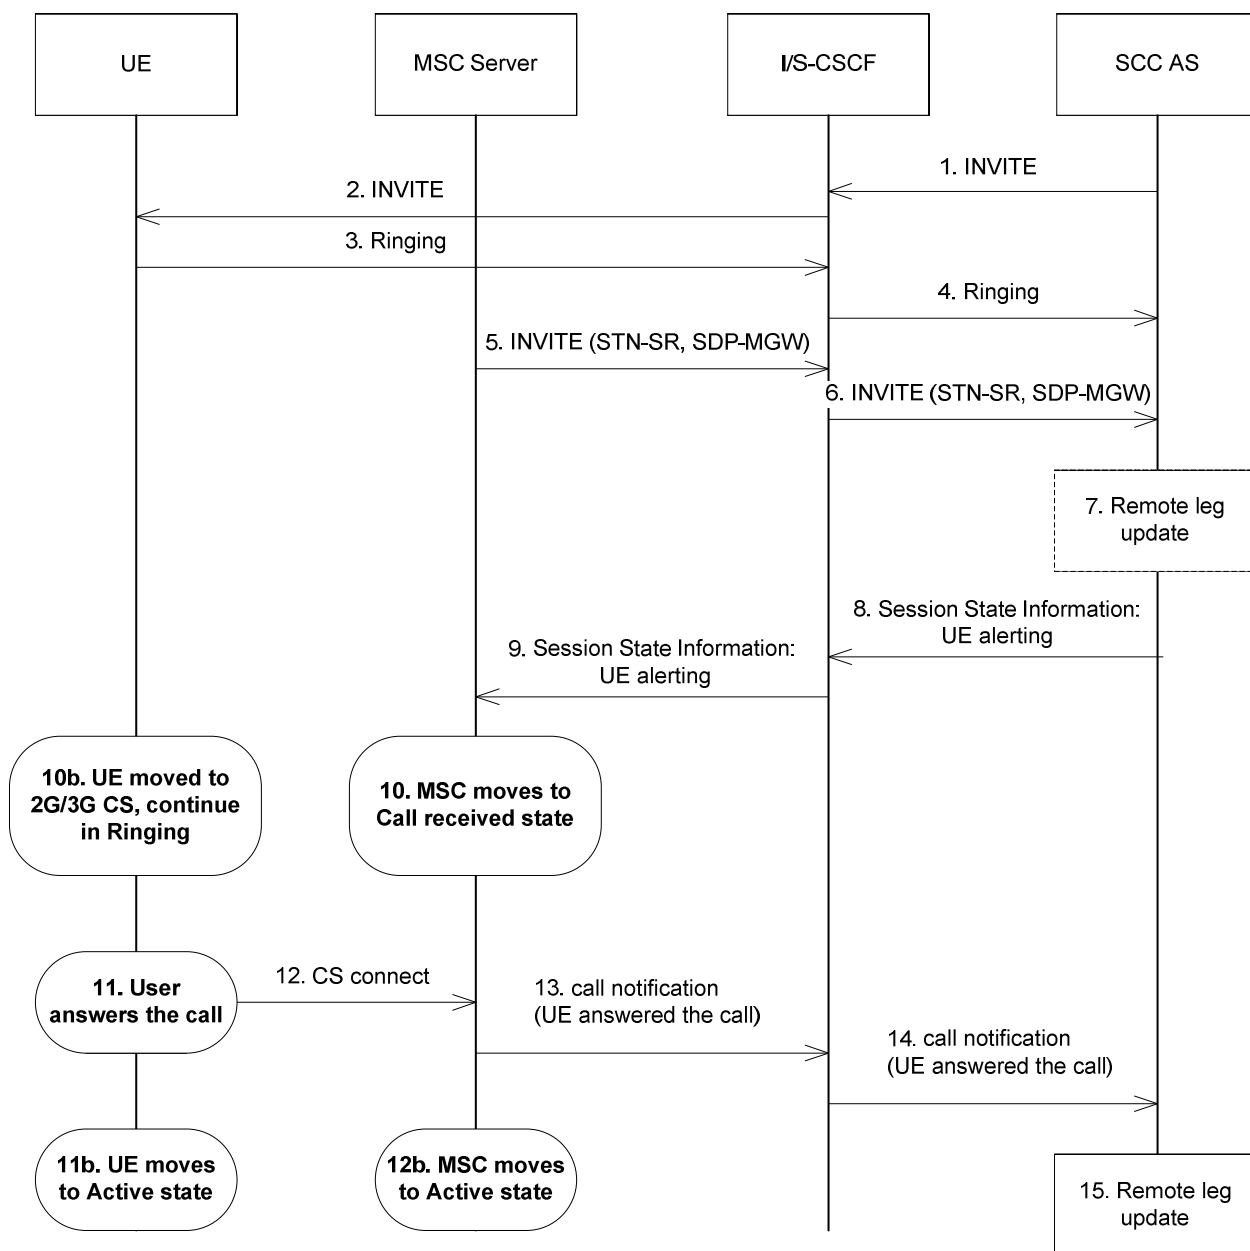 UE
MSC Server
I/S-CSCF
SCC AS
1. INVITE
2. INVITE
3. Ringing
4. Ringing
5. INVITE (STN-SR, SDP-MGW)
6. INVITE (STN-SR, SDP-MGW)
7. Remote leg
update
8. Session State Information:
UE alerting
9. Session State Information:
UE alerting
10b. UE moved to
2G/3G CS, continue
in Ringing
10. MSC moves to
Call received state
11. User
answers the call
12. CS connect
13. call notification
(UE answered the call)
14. call notification
(UE answered the call)
11b. UE moves
to Active state
12b. MSC moves
to Active state
15. Remote leg
update